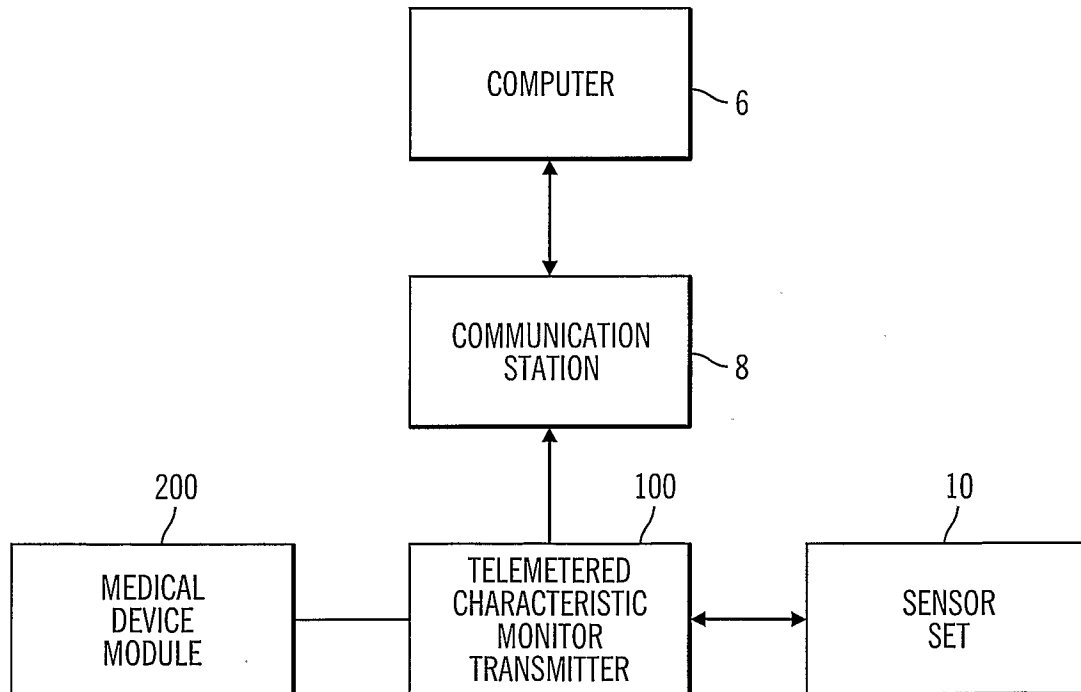 COMPUTER
6
COMMUNICATION
STATION
8
200
100
10
MEDICAL
DEVICE
MODULE
TELEMETERED
CHARACTERISTIC
MONITOR
TRANSMITTER
SENSOR
SET